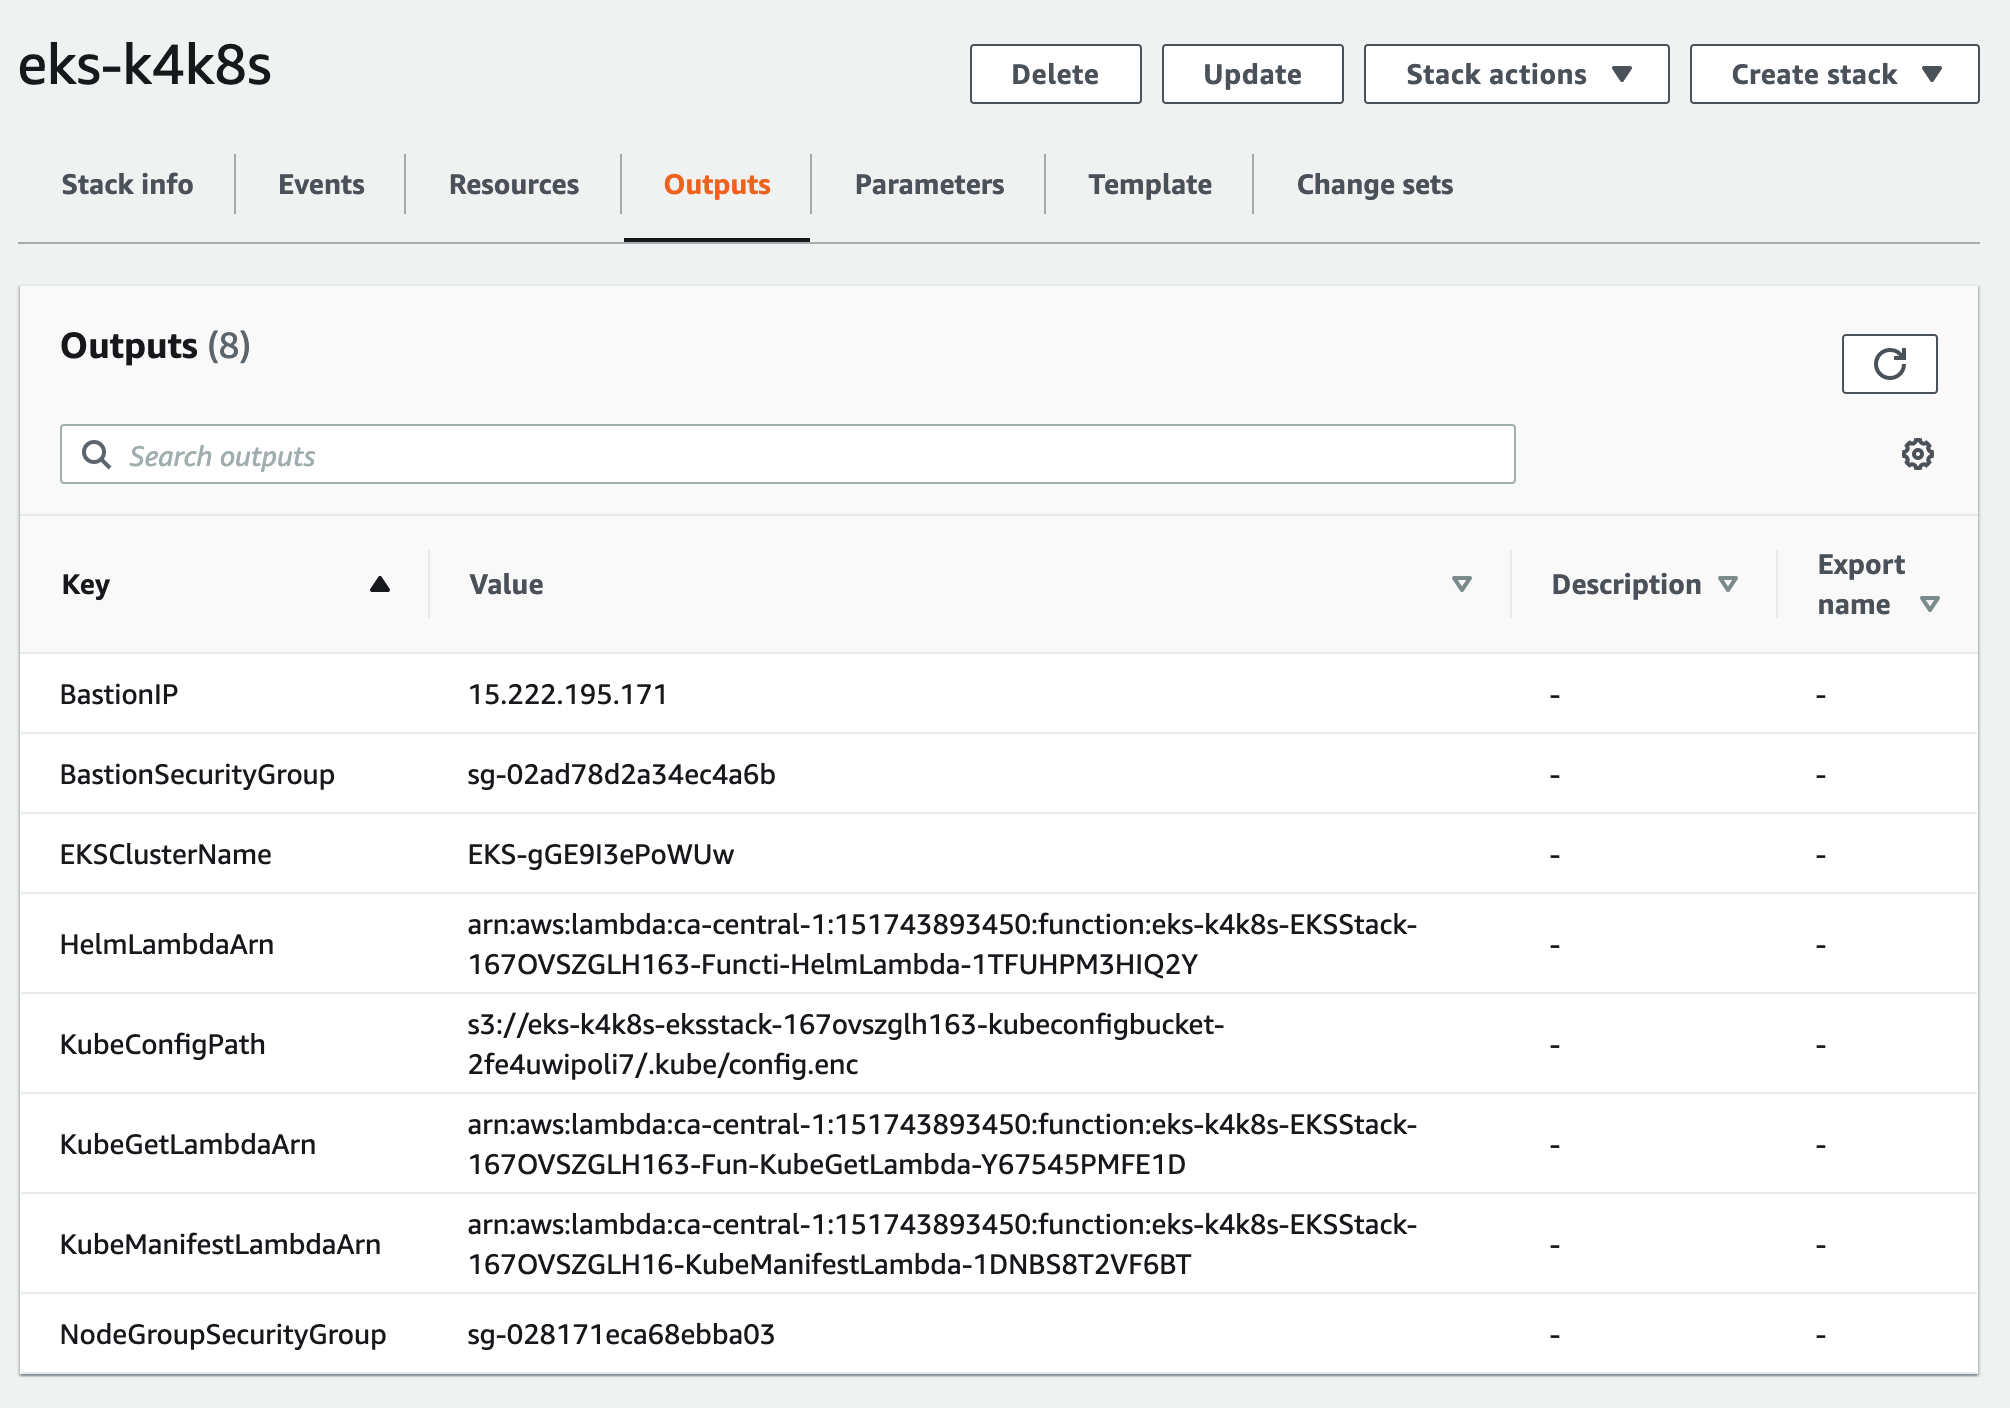 eks-k4k8s
Delete
Update
Stack actions
Create stack
Stack info
Events
Resources
Outputs
Parameters
Template
Change sets
Outputs (8)
Search outputs
Key
Value
Description
Export
name
BastionIP
15.222.195.171
-
-
BastionSecurityGroup
sg-02ad78d2a34ec4a6b
-
-
EKSClusterName
EKS-gGE9I3ePoWUw
-
-
HelmLambdaArn
arn:aws:lambda:ca-central-1:151743893450:function:eks-k4k8s-EKSStack-
167OVSZGLH163-Functi-HelmLambda-1TFUHPM3HIQ2Y
-
-
KubeConfigPath
s3://eks-k4k8s-eksstack-167ovszglh163-kubeconfigbucket-
2fe4uwipoli7/.kube/config.enc
-
-
KubeGetLambdaArn
arn:aws:lambda:ca-central-1:151743893450:function:eks-k4k8s-EKSStack-
167OVSZGLH163-Fun-KubeGetLambda-Y67545PMFE1D
-
-
KubeManifestLambdaArn
arn:aws:lambda:ca-central-1:151743893450:function:eks-k4k8s-EKSStack-
167OVSZGLH16-KubeManifestLambda-1DNBS8T2VF6BT
-
-
NodeGroupSecurityGroup
sg-028171eca68ebba03
-
-